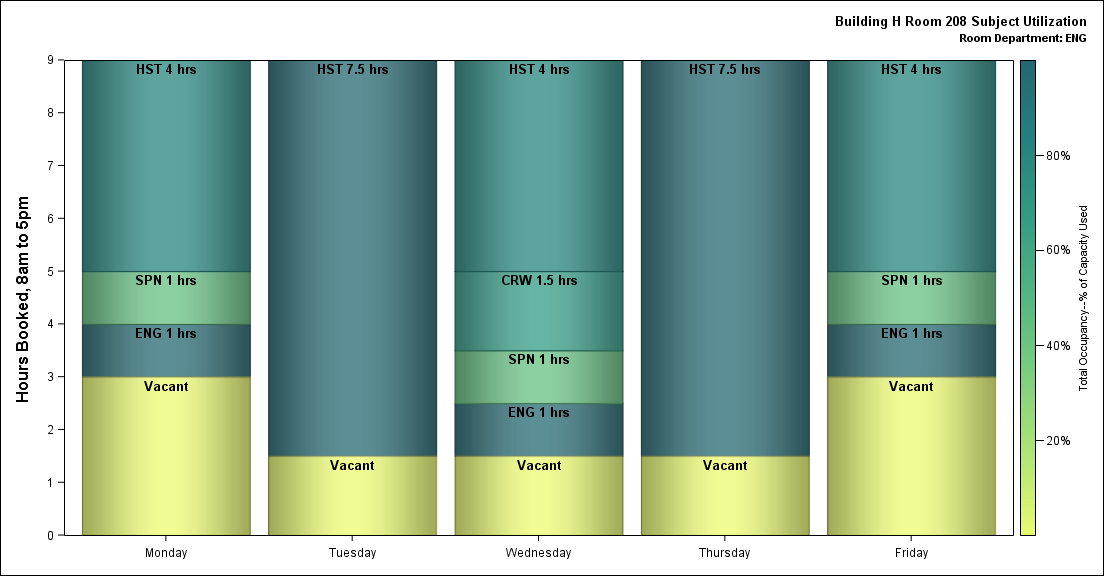 Building H Room 208 Subject Utilization
Room Department: ENG
Hours Booked, 8am to 5pm
9
8
7
6
5
4
3
2
1
0
HST 4 hrs
SPN 1 hrs
ENG 1 hrs
Vacant
HST 7.5 hrs
Vacant
HST 4 hrs
CRW 1.5 hrs
SPN 1 hrs
ENG 1 hrs
Vacant
HST 7.5 hrs
Vacant
HST 4 hrs
SPN 1 hrs
ENG 1 hrs
Vacant
Monday
Tuesday
Wednesday
Thursday
Friday
80%
60%
40%
20%
Total Occupancy--% of Capacity Used